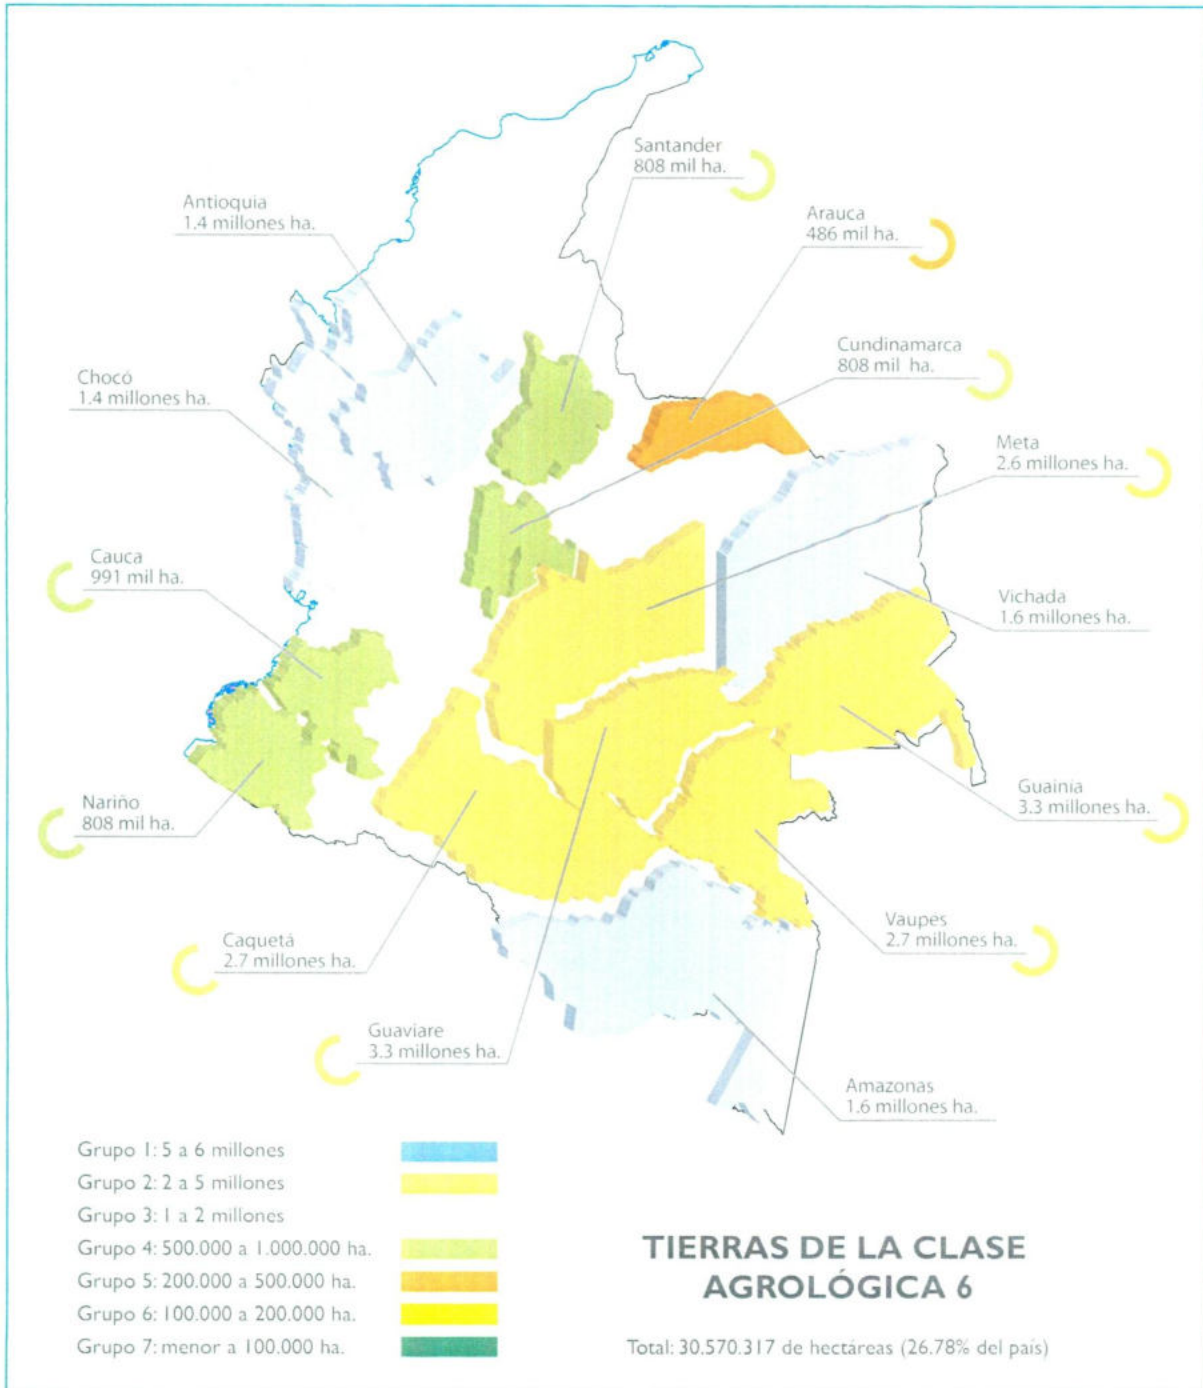 Santander
808 mil ha.
Antioquia
1.4 millones ha.
Arauca
486 mil ha.
Cundinamarca
808 mil ha.
Chocó
1.4 millones ha.
Meta
2.6 millones ha.
Cauca
991 mil ha.
Vichada
1.6 millones ha.
Nariño
808 mil ha.
Guainía
3.3 millones ha.
Caquetá
2.7 millones ha.
Vaupés
2.7 millones ha.
Guaviare
3.3 millones ha.
Amazonas
1.6 millones ha.
Grupo 1: 5 a 6 millones
Grupo 2: 2 a 5 millones
Grupo 3: 1 a 2 millones
Grupo 4: 500.000 a 1.000.000 ha.
Grupo 5: 200.000 a 500.000 ha.
Grupo 6: 100.000 a 200.000 ha.
Grupo 7: menor a 100.000 ha.
TIERRAS DE LA CLASE
AGROLÓGICA 6
Total: 30.570.317 de hectáreas (26.78% del país)